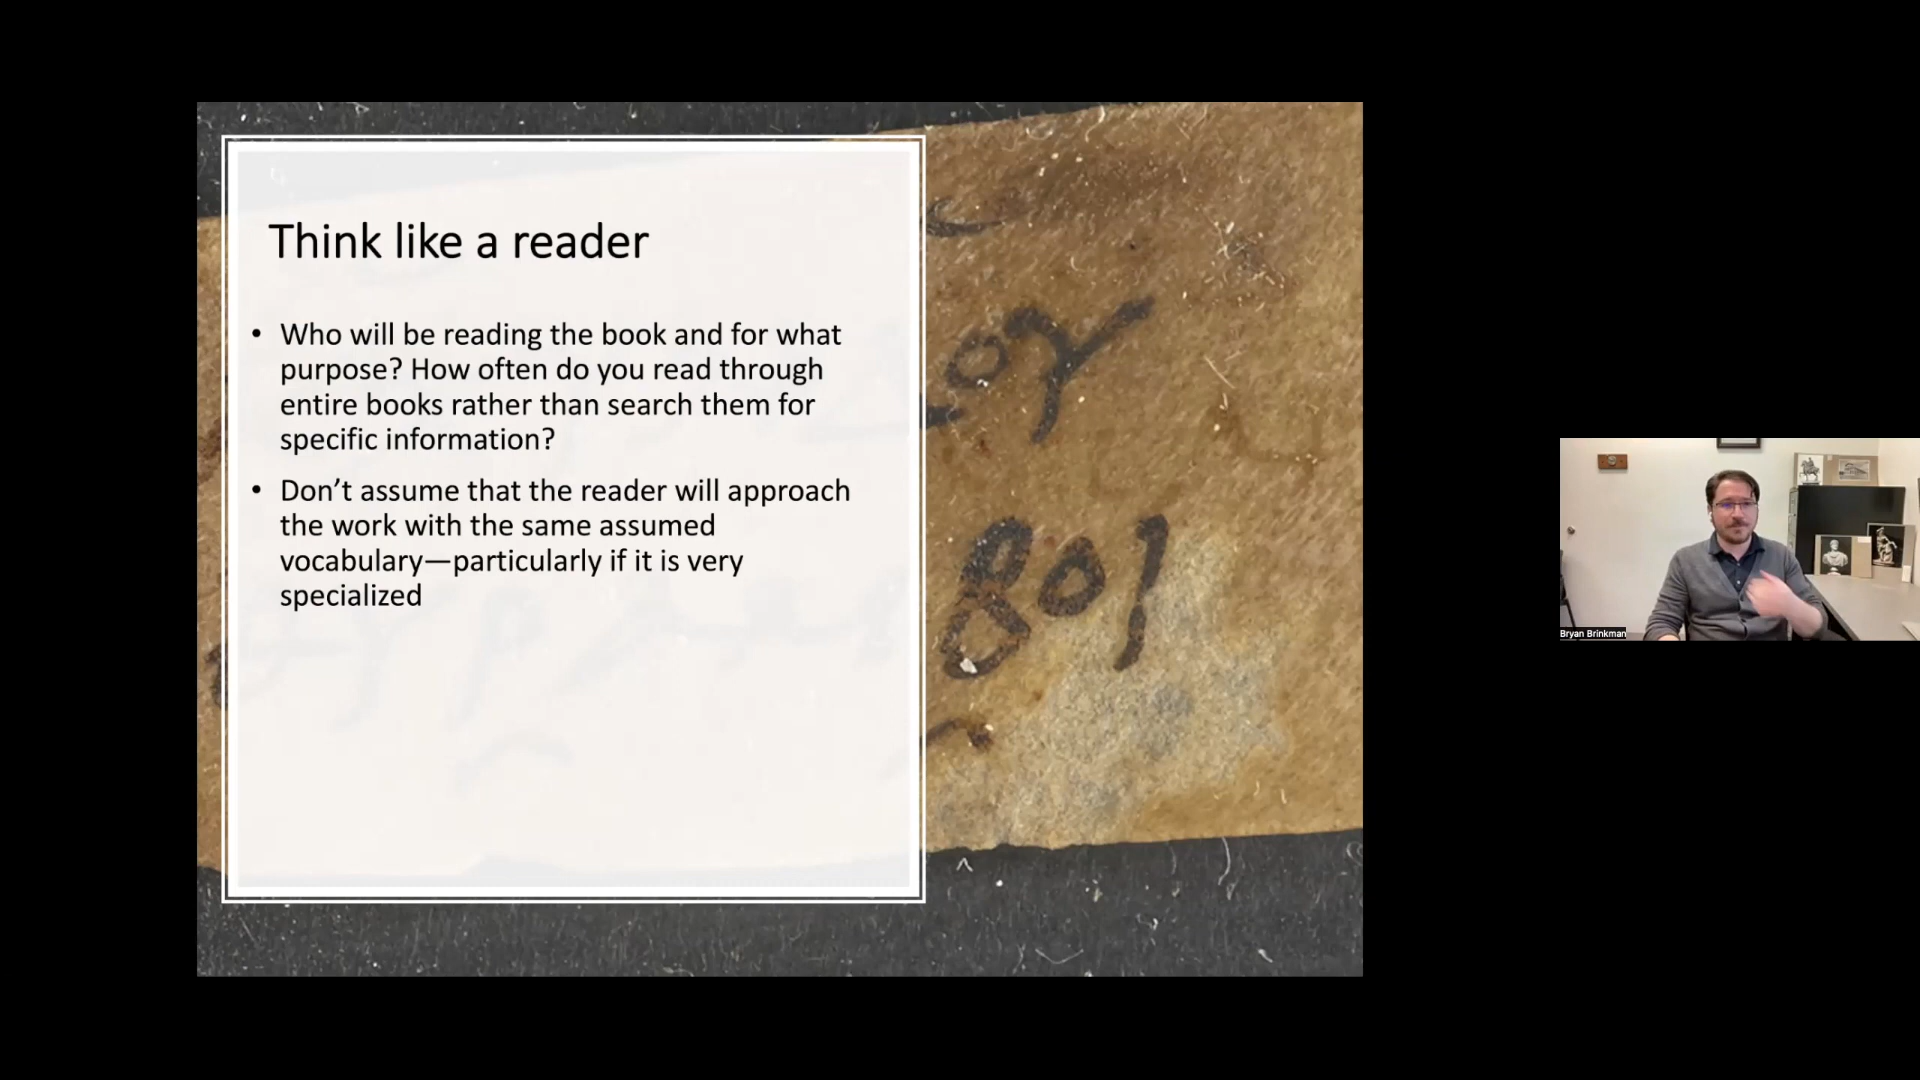 Think like a reader
• Who will be reading the book and for what
purpose? How often do you read through
entire books rather than search them for
specific information?
• Don’t assume that the reader will approach
the work with the same assumed
vocabulary—particularly if it is very
specialized
801
Bryan Brinkman